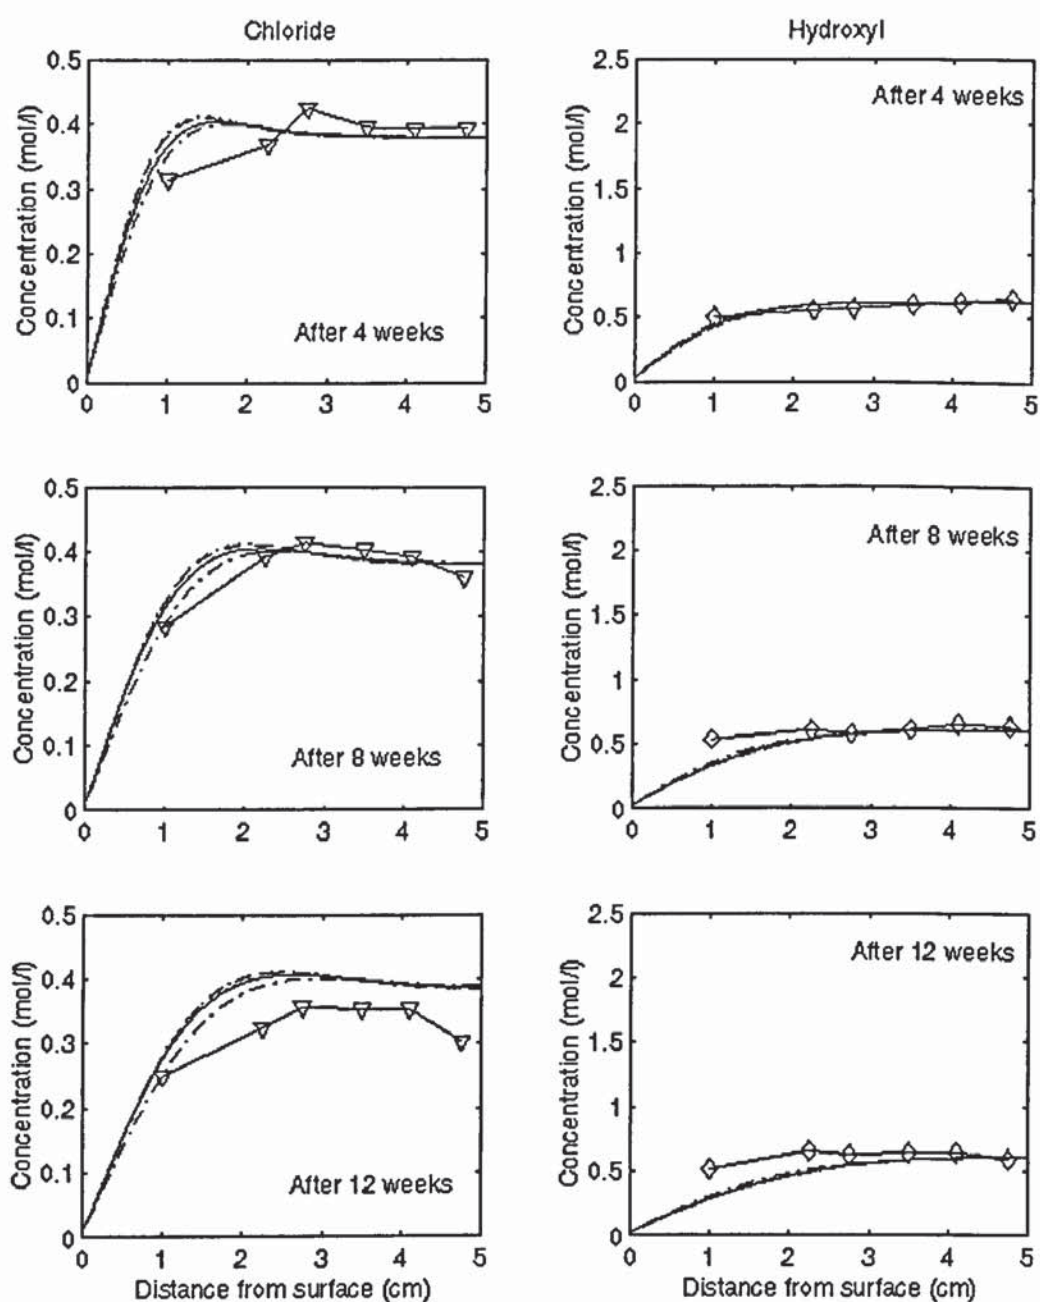 Chloride
0.5
0.4
0.3
0.2
0.1
0
Concentration (mol/l)
After 4 weeks
0 1 2 3 4 5
Hydroxyl
2.5
2
1.5
1
0.5
0
Concentration (mol/l)
After 4 weeks
0 1 2 3 4 5
0.5
0.4
0.3
0.2
0.1
0
Concentration (mol/l)
After 8 weeks
0 1 2 3 4 5
2.5
2
1.5
1
0.5
0
Concentration (mol/l)
After 8 weeks
0 1 2 3 4 5
0.5
0.4
0.3
0.2
0.1
0
Concentration (mol/l)
After 12 weeks
0 1 2 3 4 5
Distance from surface (cm)
2.5
2
1.5
1
0.5
0
Concentration (mol/l)
After 12 weeks
0 1 2 3 4 5
Distance from surface (cm)